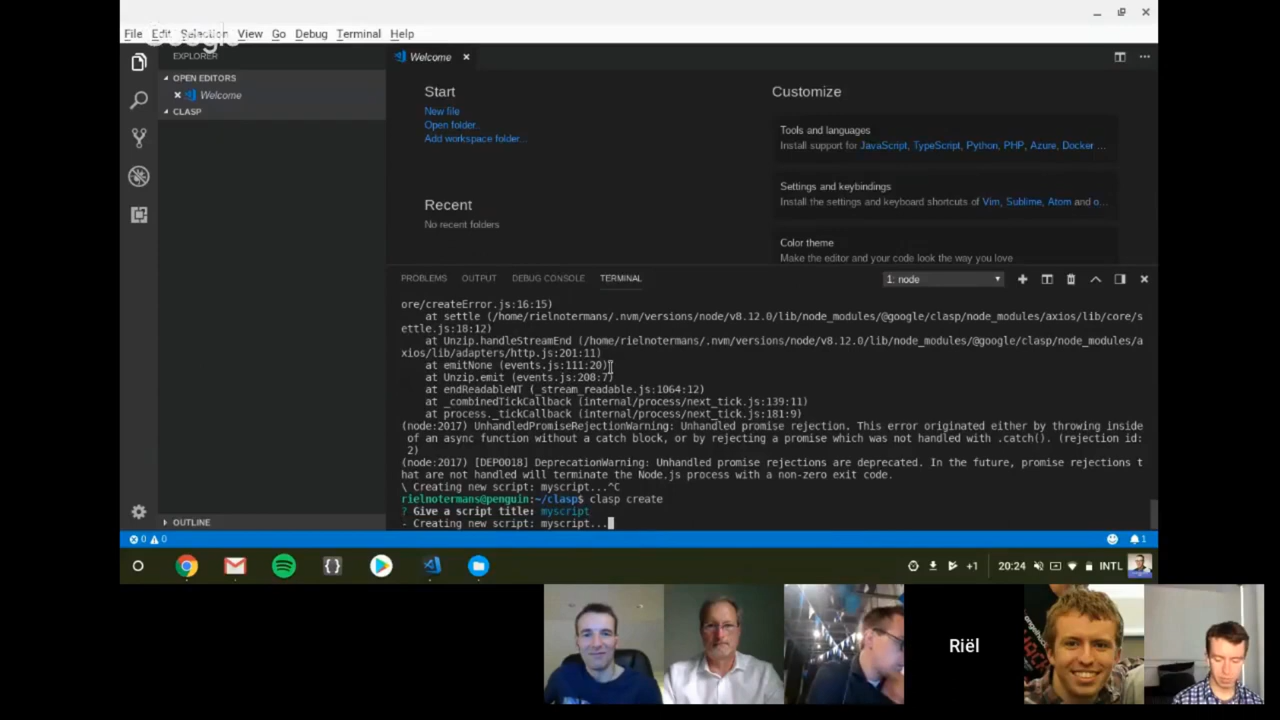 File Edit Selection View Go Debug Terminal Help
Google
EXPLORER
OPEN EDITORS
Welcome
CLASP
OUTLINE
Welcome
Start
New file
Open folder...
Add workspace folder...
Recent
No recent folders
Customize
Tools and languages
Install support for JavaScript, TypeScript, Python, PHP, Azure, Docker ...
Settings and keybindings
Install the settings and keyboard shortcuts of Vim, Sublime, Atom and o...
Color theme
Make the editor and your code look the way you love
PROBLEMS OUTPUT DEBUG CONSOLE TERMINAL
1: node
ore/createError.js:16:15)
at settle (/home/rielnotermans/.nvm/versions/node/v8.12.0/lib/node_modules/@google/clasp/node_modules/axios/lib/core/s
ettle.js:18:12)
at Unzip.handleStreamEnd (/home/rielnotermans/.nvm/versions/node/v8.12.0/lib/node_modules/@google/clasp/node_modules/a
xios/lib/adapters/http.js:201:11)
at emitNone (events.js:111:20)
at Unzip.emit (events.js:208:7)
at endReadableNT (_stream_readable.js:1064:12)
at _combinedTickCallback (internal/process/next_tick.js:139:11)
at process._tickCallback (internal/process/next_tick.js:181:9)
(node:2017) UnhandledPromiseRejectionWarning: Unhandled promise rejection. This error originated either by throwing inside
of an async function without a catch block, or by rejecting a promise which was not handled with .catch(). (rejection id:
2)
(node:2017) [DEP0018] DeprecationWarning: Unhandled promise rejections are deprecated. In the future, promise rejections t
hat are not handled will terminate the Node.js process with a non-zero exit code.
\ Creating new script: myscript...^C
rielnotermans@penguin:~/clasp$ clasp create
? Give a script title: myscript
- Creating new script: myscript...
0 0
1
+1 20:24 INTL
Riël